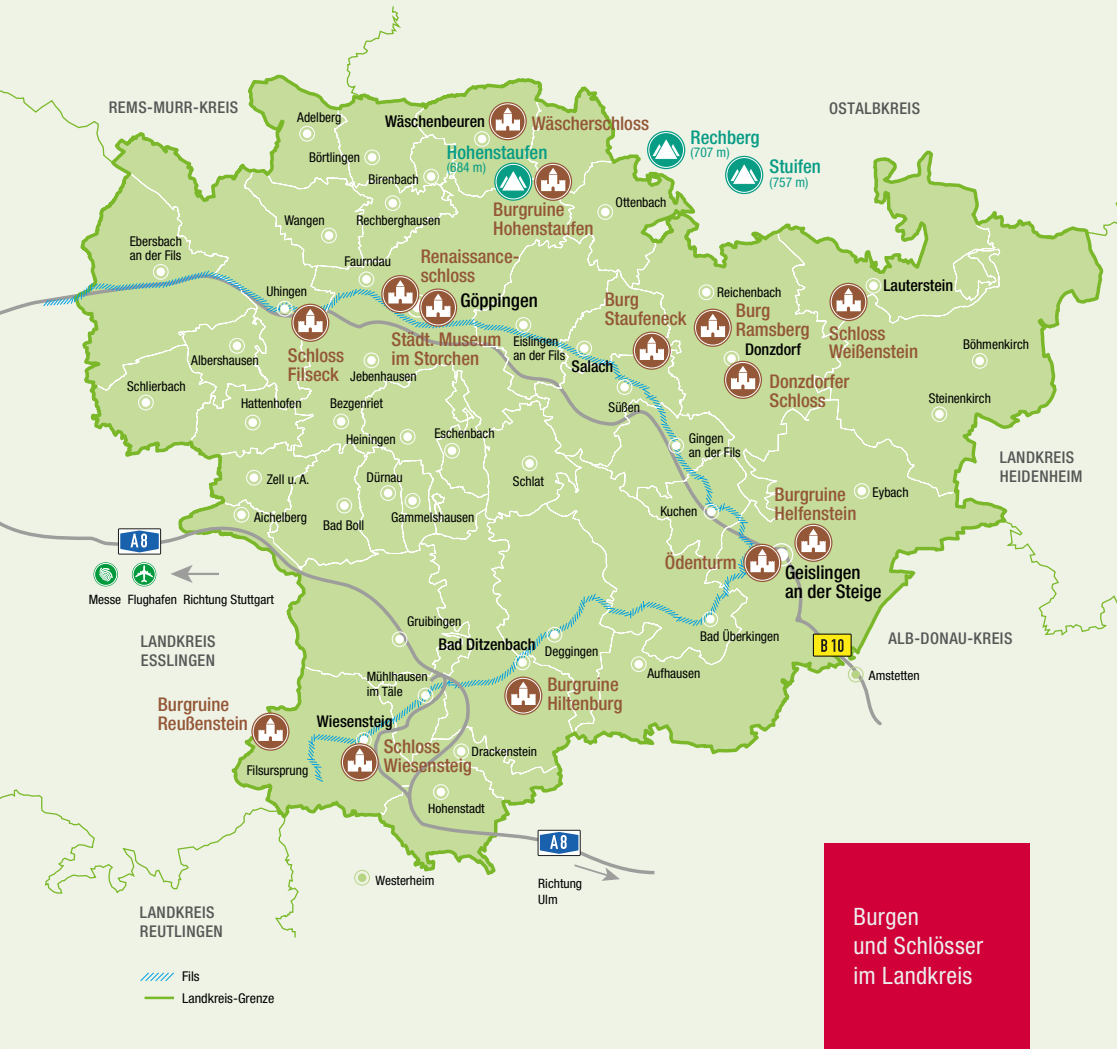 REMS-MURR-KREIS
OSTALBKREIS
Adelberg
Wäschenbeuren
Wäscherschloss
Rechberg
(707 m)
Stuifen
(757 m)
Börtlingen
Hohenstaufen
(684 m)
Birenbach
Burgruine
Hohenstaufen
Ottenbach
Wangen
Rechberghausen
Ebersbach
an der Fils
Faurndau
Renaissance-
schloss
Uhingen
Göppingen
Burg
Staufeneck
Reichenbach
Burg
Ramsberg
Lauterstein
Schloss
Weißenstein
Schloss
Filseck
Städt. Museum
im Storchen
Eislingen
an der Fils
Salach
Donzdorf
Böhmenkirch
Albershausen
Jebenhausen
Donzdorfer
Schloss
Schlierbach
Hattenhofen
Bezgenriet
Süßen
Steinenkirch
Heiningen
Eschenbach
Gingen
an der Fils
LANDKREIS
HEIDENHEIM
Zell u. A.
Dürnau
Schlat
Burgruine
Helfenstein
Eybach
Aichelberg
Bad Boll
Gammelshausen
Kuchen
A8
Messe
Flughafen
Richtung Stuttgart
Ödenturm
Geislingen
an der Steige
LANDKREIS
ESSLINGEN
Gruibingen
Bad Ditzenbach
Deggingen
Bad Überkingen
B 10
ALB-DONAU-KREIS
Mühlhausen
im Täle
Aufhausen
Amstetten
Burgruine
Reußenstein
Burgruine
Hiltenburg
Wiesensteig
Schloss
Wiesensteig
Drackenstein
Filsursprung
Hohenstadt
A8
Richtung
Ulm
Westerheim
LANDKREIS
REUTLINGEN
Fils
Landkreis-Grenze
Burgen
und Schlösser
im Landkreis